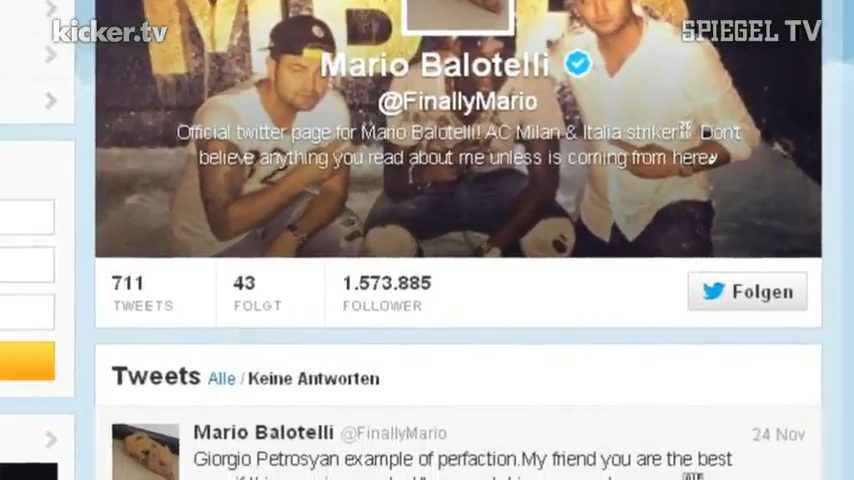 kicker.tv
SPIEGEL TV
Mario Balotelli
@FinallyMario
Official twitter page for Mario Balotelli! AC Milan & Italia striker Don't
believe anything you read about me unless is coming from here
711
TWEETS
43
FOLGT
1.573.885
FOLLOWER
Folgen
Tweets Alle / Keine Antworten
Mario Balotelli @FinallyMario 24 Nov
Giorgio Petrosyan example of perfaction.My friend you are the best